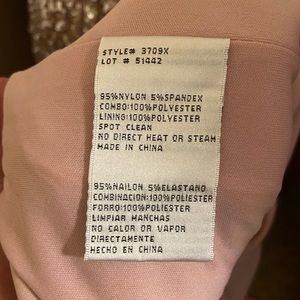 STYLE# 3709X
LOT # 51442
95%NYLON 5%SPANDEX
COMBO:100%POLYESTER
LINING:100%POLYESTER
SPOT CLEAN
NO DIRECT HEAT OR STEAM
MADE IN CHINA
95%NAILON 5%ELASTANO
COMBINACION:100%POLIESTER
FORRO:100%POLIESTER
LIMPIAR MANCHAS
NO CALOR O VAPOR
DIRECTAMENTE
HECHO EN CHINA